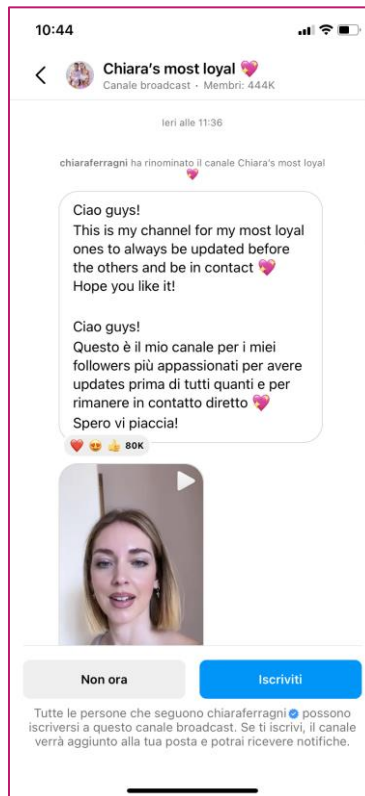 10:44
Chiara's most loyal 💖
Canale broadcast • Membri: 444K
Ieri alle 11:36
chiaraferragni ha rinominato il canale Chiara's most loyal
💖
Ciao guys!
This is my channel for my most loyal
ones to always be updated before
the others and be in contact 💖
Hope you like it!
Ciao guys!
Questo è il mio canale per i miei
followers più appassionati per avere
updates prima di tutti quanti e per
rimanere in contatto diretto 💖
Spero vi piaccia!
❤️ 😍 👍 80K
Non ora
Iscriviti
Tutte le persone che seguono chiaraferragni possono
iscriversi a questo canale broadcast. Se ti iscrivi, il canale
verrà aggiunto alla tua posta e potrai ricevere notifiche.